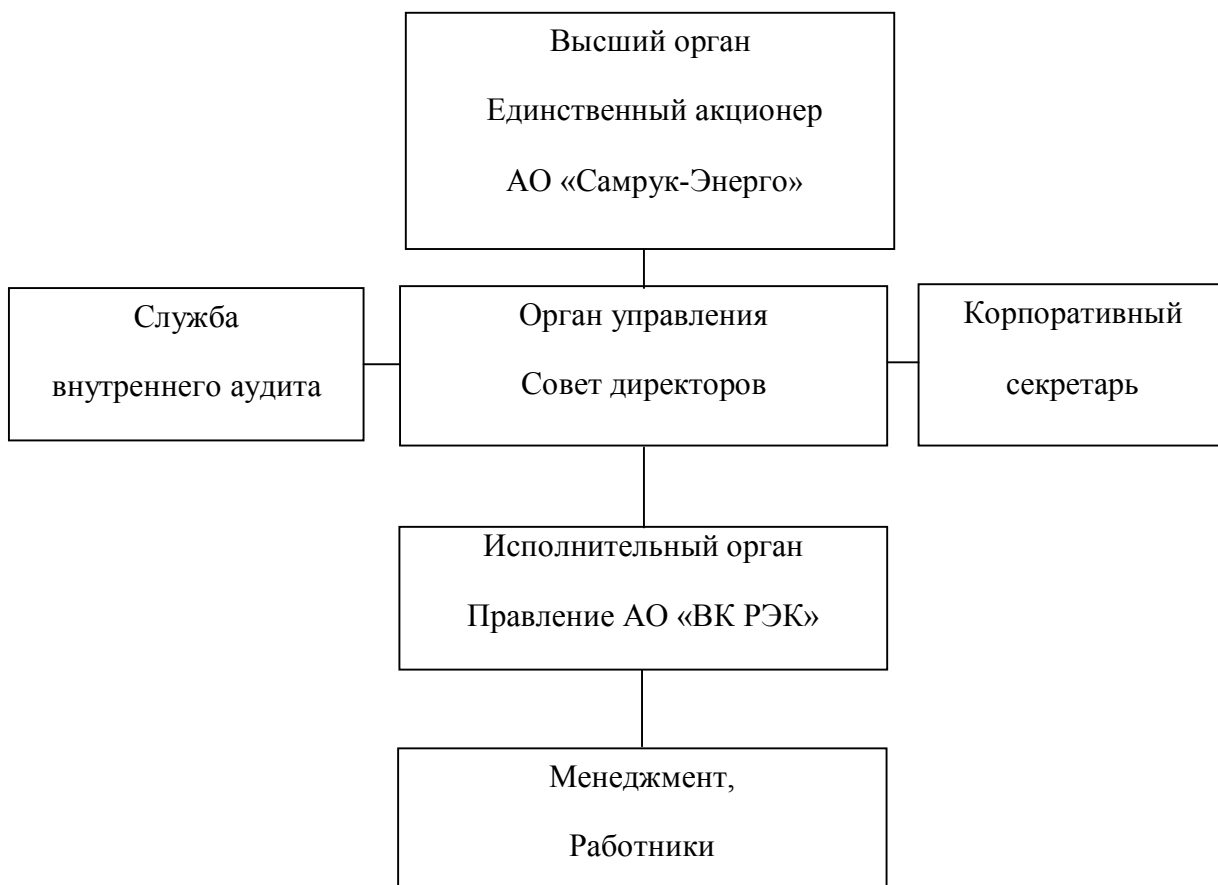 Высший орган
Единственный акционер
АО «Самрук-Энерго»
Служба
внутреннего аудита
Орган управления
Совет директоров
Корпоративный
секретарь
Исполнительный орган
Правление АО «ВК РЭК»
Менеджмент,
Работники